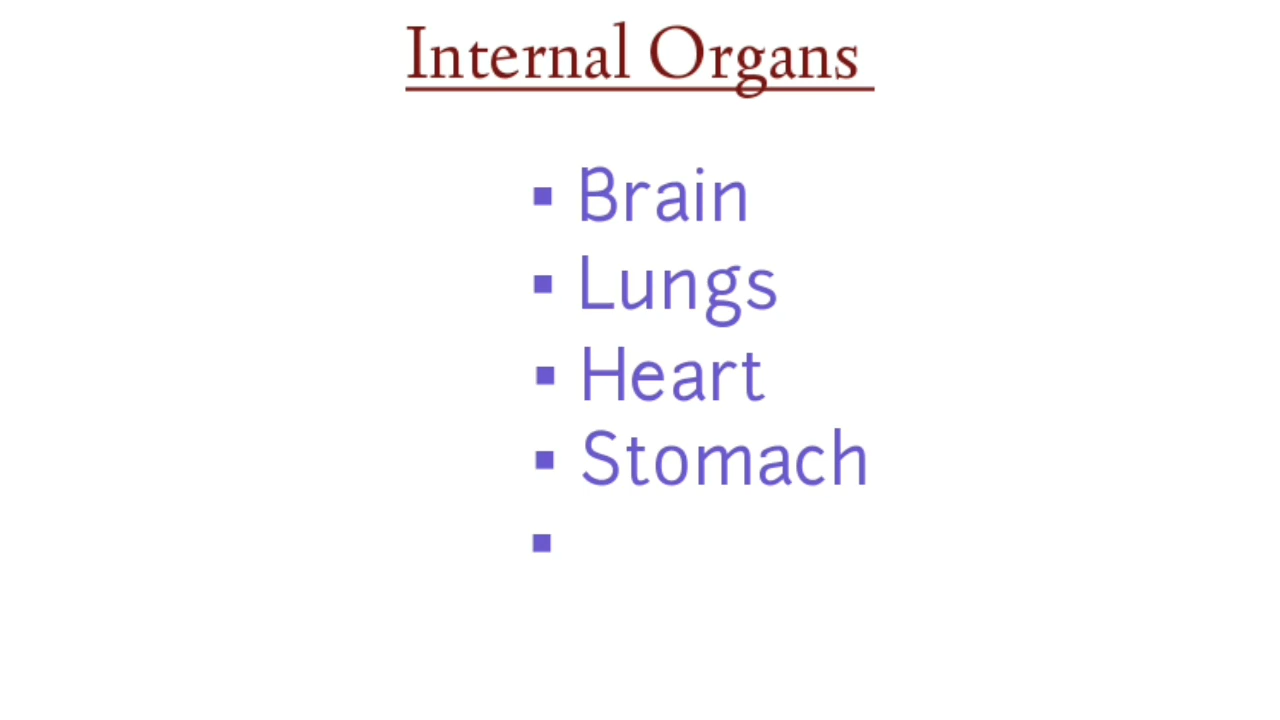 Internal Organs
▪ Brain
▪ Lungs
▪ Heart
▪ Stomach
▪